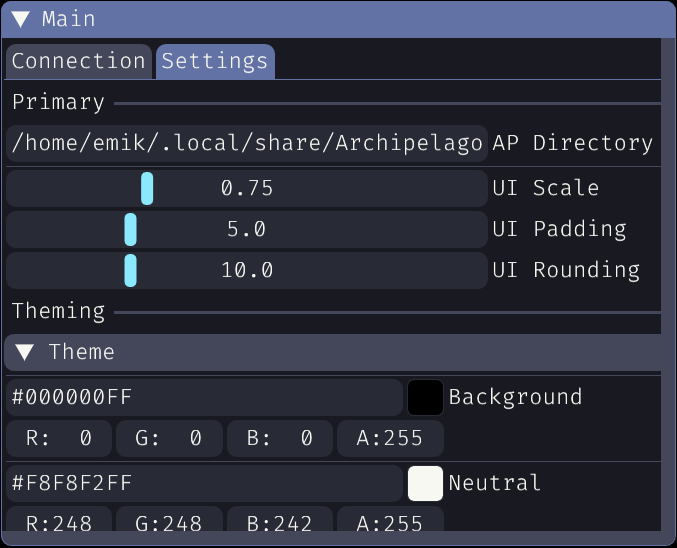 Main
Connection Settings
Primary
/home/emik/.local/share/Archipelago AP Directory
0.75 UI Scale
5.0 UI Padding
10.0 UI Rounding
Theming
Theme
#000000FF Background
R: 0 G: 0 B: 0 A:255
#F8F8F2FF Neutral
R:248 G:248 B:242 A:255